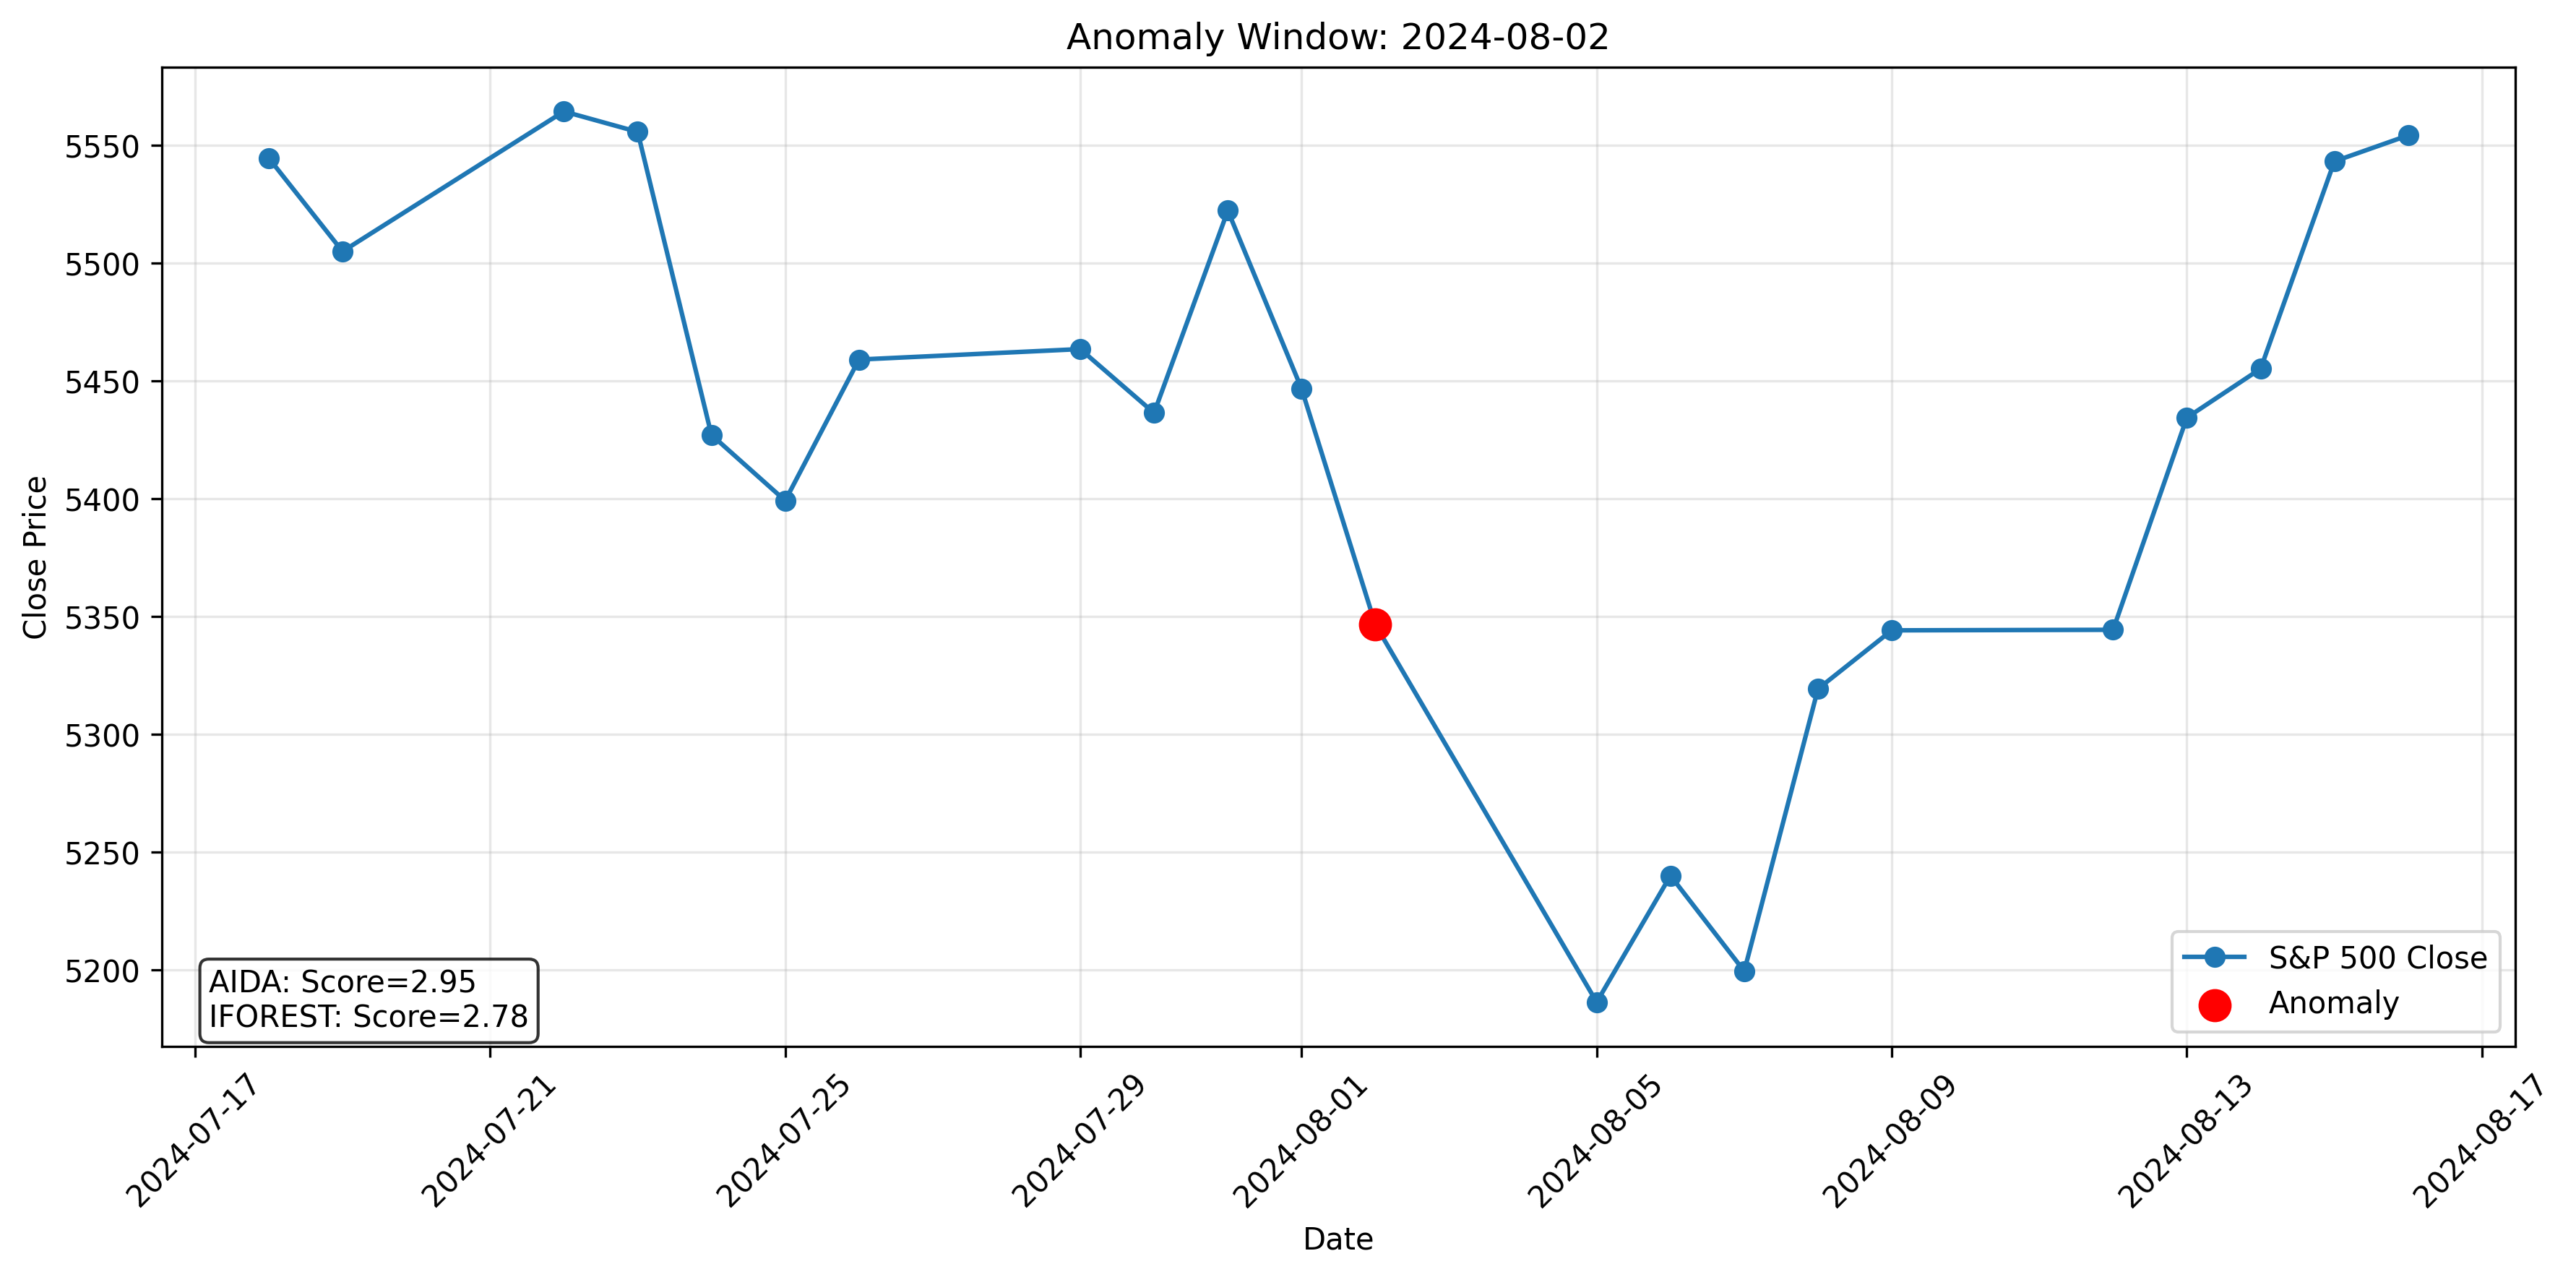 Anomaly Window: 2024-08-02
Close Price
5550
5500
5450
5400
5350
5300
5250
5200
AIDA: Score=2.95
IFOREST: Score=2.78
S&P 500 Close
Anomaly
2024-07-17
2024-07-21
2024-07-25
2024-07-29
2024-08-01
2024-08-05
2024-08-09
2024-08-13
2024-08-17
Date